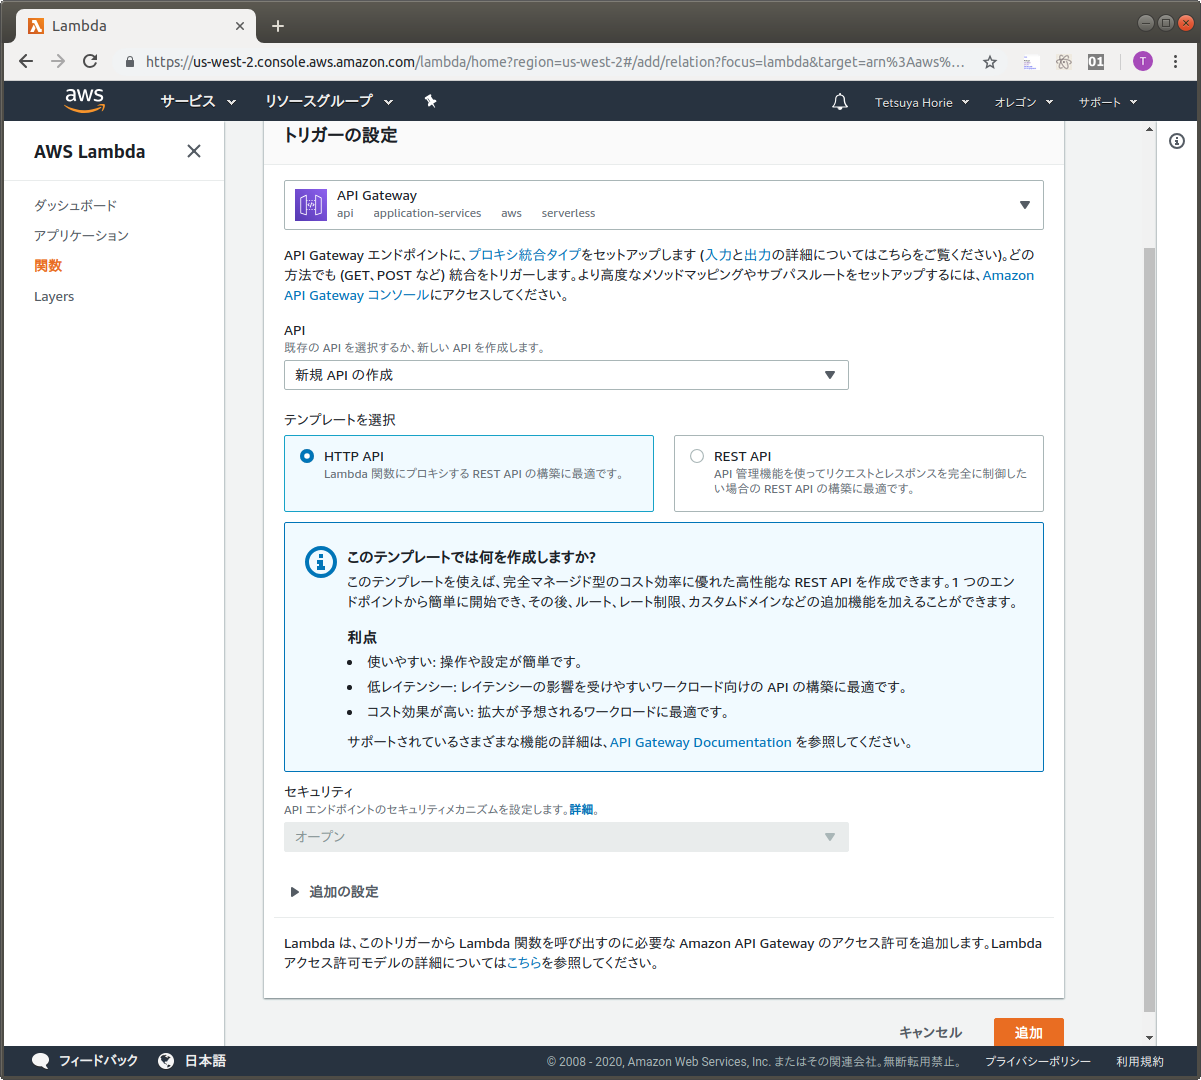 Lambda
https://us-west-2.console.aws.amazon.com/lambda/home?region=us-west-2#/add/relation?focus=lambda&target=arn%3Aaws%...
01
T
aws
サービス
リソースグループ
Tetsuya Horie
オレゴン
サポート
AWS Lambda
ダッシュボード
アプリケーション
関数
Layers
トリガーの設定
API Gateway
api application-services aws serverless
API Gateway エンドポイントに、プロキシ統合タイプをセットアップします (入力と出力の詳細についてはこちらをご覧ください)。どの
方法でも (GET、POST など) 統合をトリガーします。より高度なメソッドマッピングやサブパスルートをセットアップするには、Amazon
API Gateway コンソールにアクセスしてください。
API
既存の API を選択するか、新しい API を作成します。
新規 API の作成
テンプレートを選択
HTTP API
Lambda 関数にプロキシする REST API の構築に最適です。
REST API
API 管理機能を使ってリクエストとレスポンスを完全に制御した
い場合の REST API の構築に最適です。
このテンプレートでは何を作成しますか?
このテンプレートを使えば、完全マネージド型のコスト効率に優れた高性能な REST API を作成できます。1 つのエン
ドポイントから簡単に開始でき、その後、ルート、レート制限、カスタムドメインなどの追加機能を加えることができます。
利点
• 使いやすい: 操作や設定が簡単です。
• 低レイテンシー: レイテンシーの影響を受けやすいワークロード向けの API の構築に最適です。
• コスト効果が高い: 拡大が予想されるワークロードに最適です。
サポートされているさまざまな機能の詳細は、API Gateway Documentation を参照してください。
セキュリティ
API エンドポイントのセキュリティメカニズムを設定します。詳細。
オープン
追加の設定
Lambda は、このトリガーから Lambda 関数を呼び出すのに必要な Amazon API Gateway のアクセス許可を追加します。Lambda
アクセス許可モデルの詳細についてはこちらを参照してください。
キャンセル
追加
フィードバック
日本語
© 2008 - 2020, Amazon Web Services, Inc. またはその関連会社。無断転用禁止。
プライバシーポリシー
利用規約